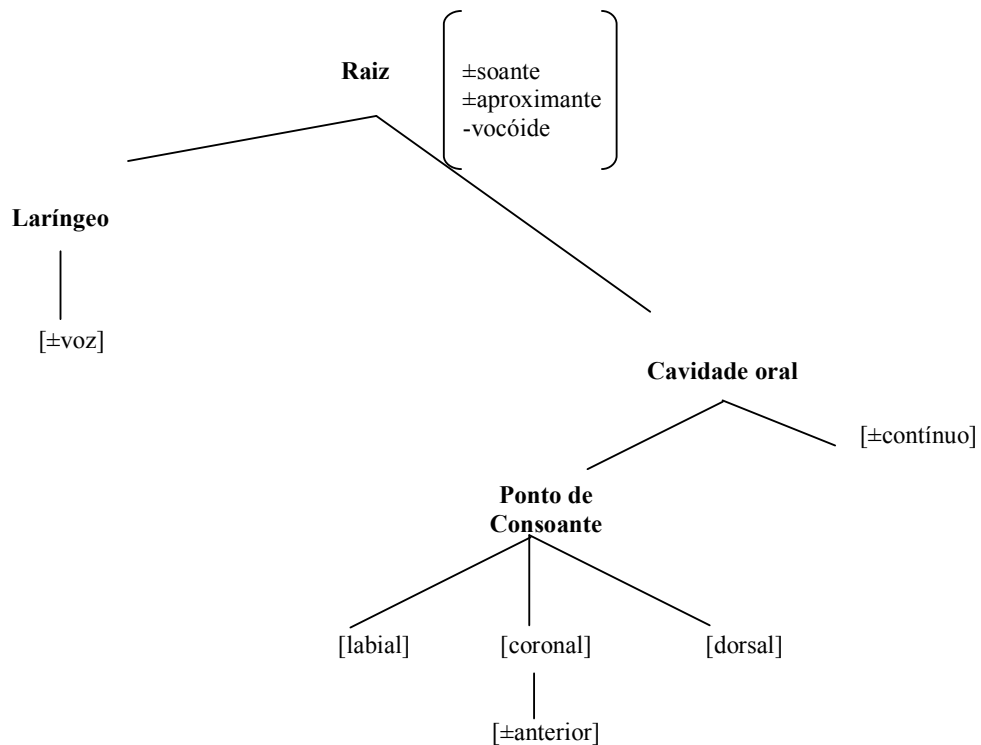 Raiz
±soante
±aproximante
-vocóide
Laríngeo
[±voz]
Cavidade oral
[±contínuo]
Ponto de
Consoante
[labial]
[coronal]
[dorsal]
[±anterior]